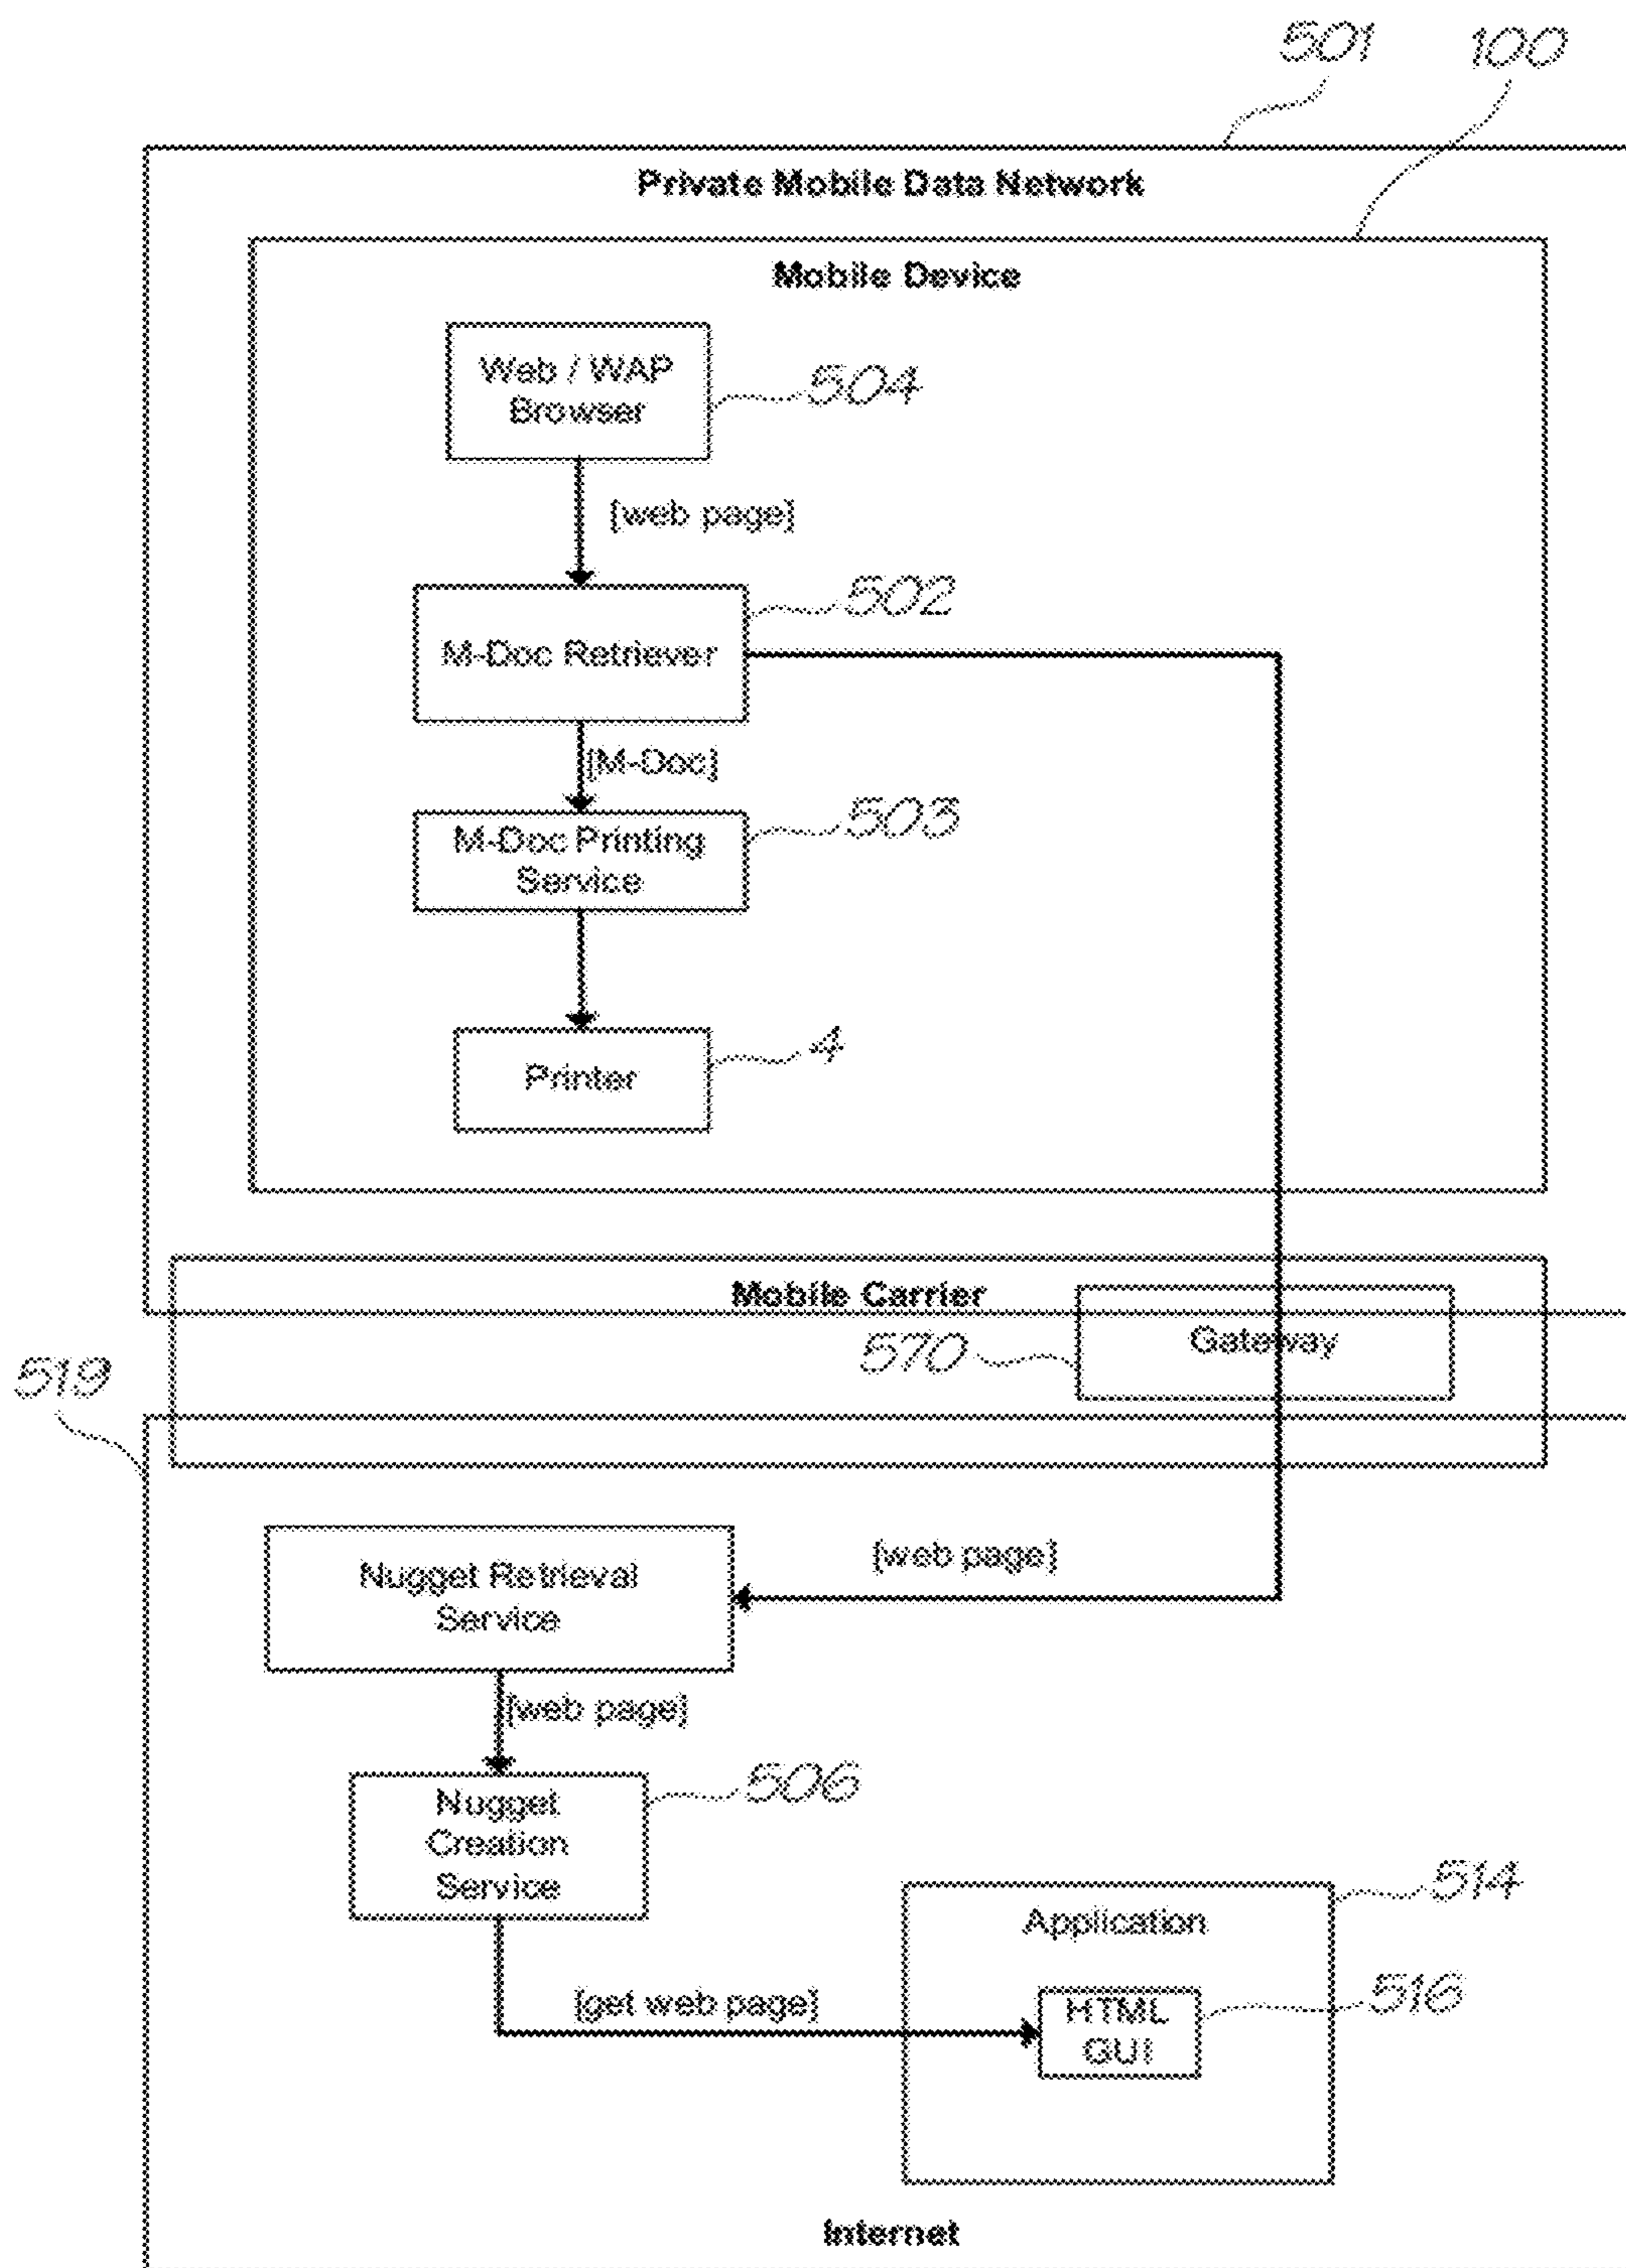 501
100
Private Mobile Data Network
Mobile Device
Web / WAP
Browser
504
[web page]
502
M-Doc Retriever
[M-Doc]
503
M-Doc Printing
Service
4
Printer
Mobile Carrier
Gateway
570
519
[web page]
Nugget Retrieval
Service
[web page]
506
Nugget
Creation
Service
514
Application
[get web page]
516
HTML
GUI
Internet